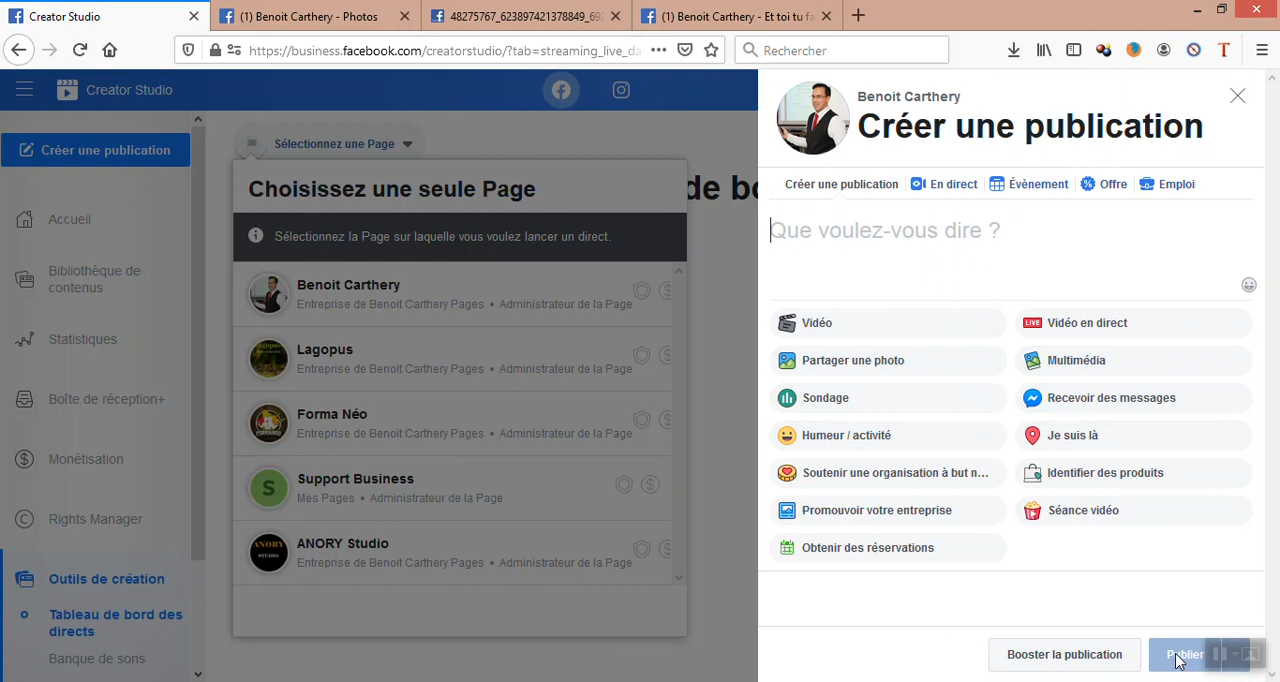 Creator Studio
(1) Benoit Carthery - Photos
48275767_623897421378849_69
(1) Benoit Carthery - Et toi tu fa
https://business.facebook.com/creatorstudio/?tab=streaming_live_da
Rechercher
Creator Studio
Créer une publication
Accueil
Bibliothèque de
contenus
Statistiques
Boîte de réception+
Monétisation
Rights Manager
Outils de création
Tableau de bord des
directs
Banque de sons
Sélectionnez une Page
de bo
Choisissez une seule Page
Sélectionnez la Page sur laquelle vous voulez lancer un direct.
Benoit Carthery
Entreprise de Benoit Carthery Pages • Administrateur de la Page
Lagopus
Entreprise de Benoit Carthery Pages • Administrateur de la Page
Forma Néo
Entreprise de Benoit Carthery Pages • Administrateur de la Page
S
Support Business
Mes Pages • Administrateur de la Page
ANORY
STUDIO
ANORY Studio
Entreprise de Benoit Carthery Pages • Administrateur de la Page
Benoit Carthery
Créer une publication
Créer une publication
En direct
Évènement
Offre
Emploi
Que voulez-vous dire ?
Vidéo
LIVE Vidéo en direct
Partager une photo
Multimédia
Sondage
Recevoir des messages
Humeur / activité
Je suis là
Soutenir une organisation à but n...
Identifier des produits
Promouvoir votre entreprise
Séance vidéo
Obtenir des réservations
Booster la publication
Publier